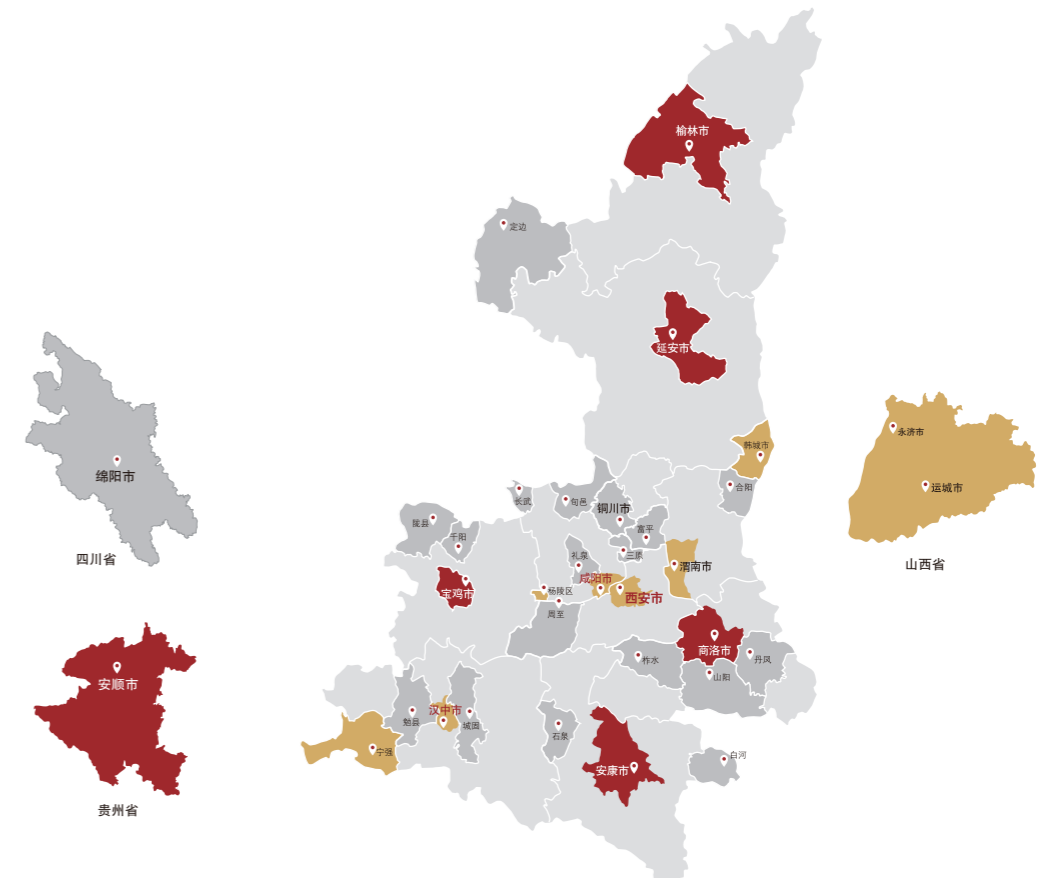 榆林市
定边
延安市
永济市
韩城市
绵阳市
合阳
运城市
长武
旬邑
铜川市
陇县
富平
千阳
三原
礼泉
四川省
山西省
渭南市
咸阳市
宝鸡市
杨陵区
西安市
周至
商洛市
丹凤
柞水
山阳
安顺市
汉中市
勉县
城固
石泉
宁强
白河
安康市
贵州省